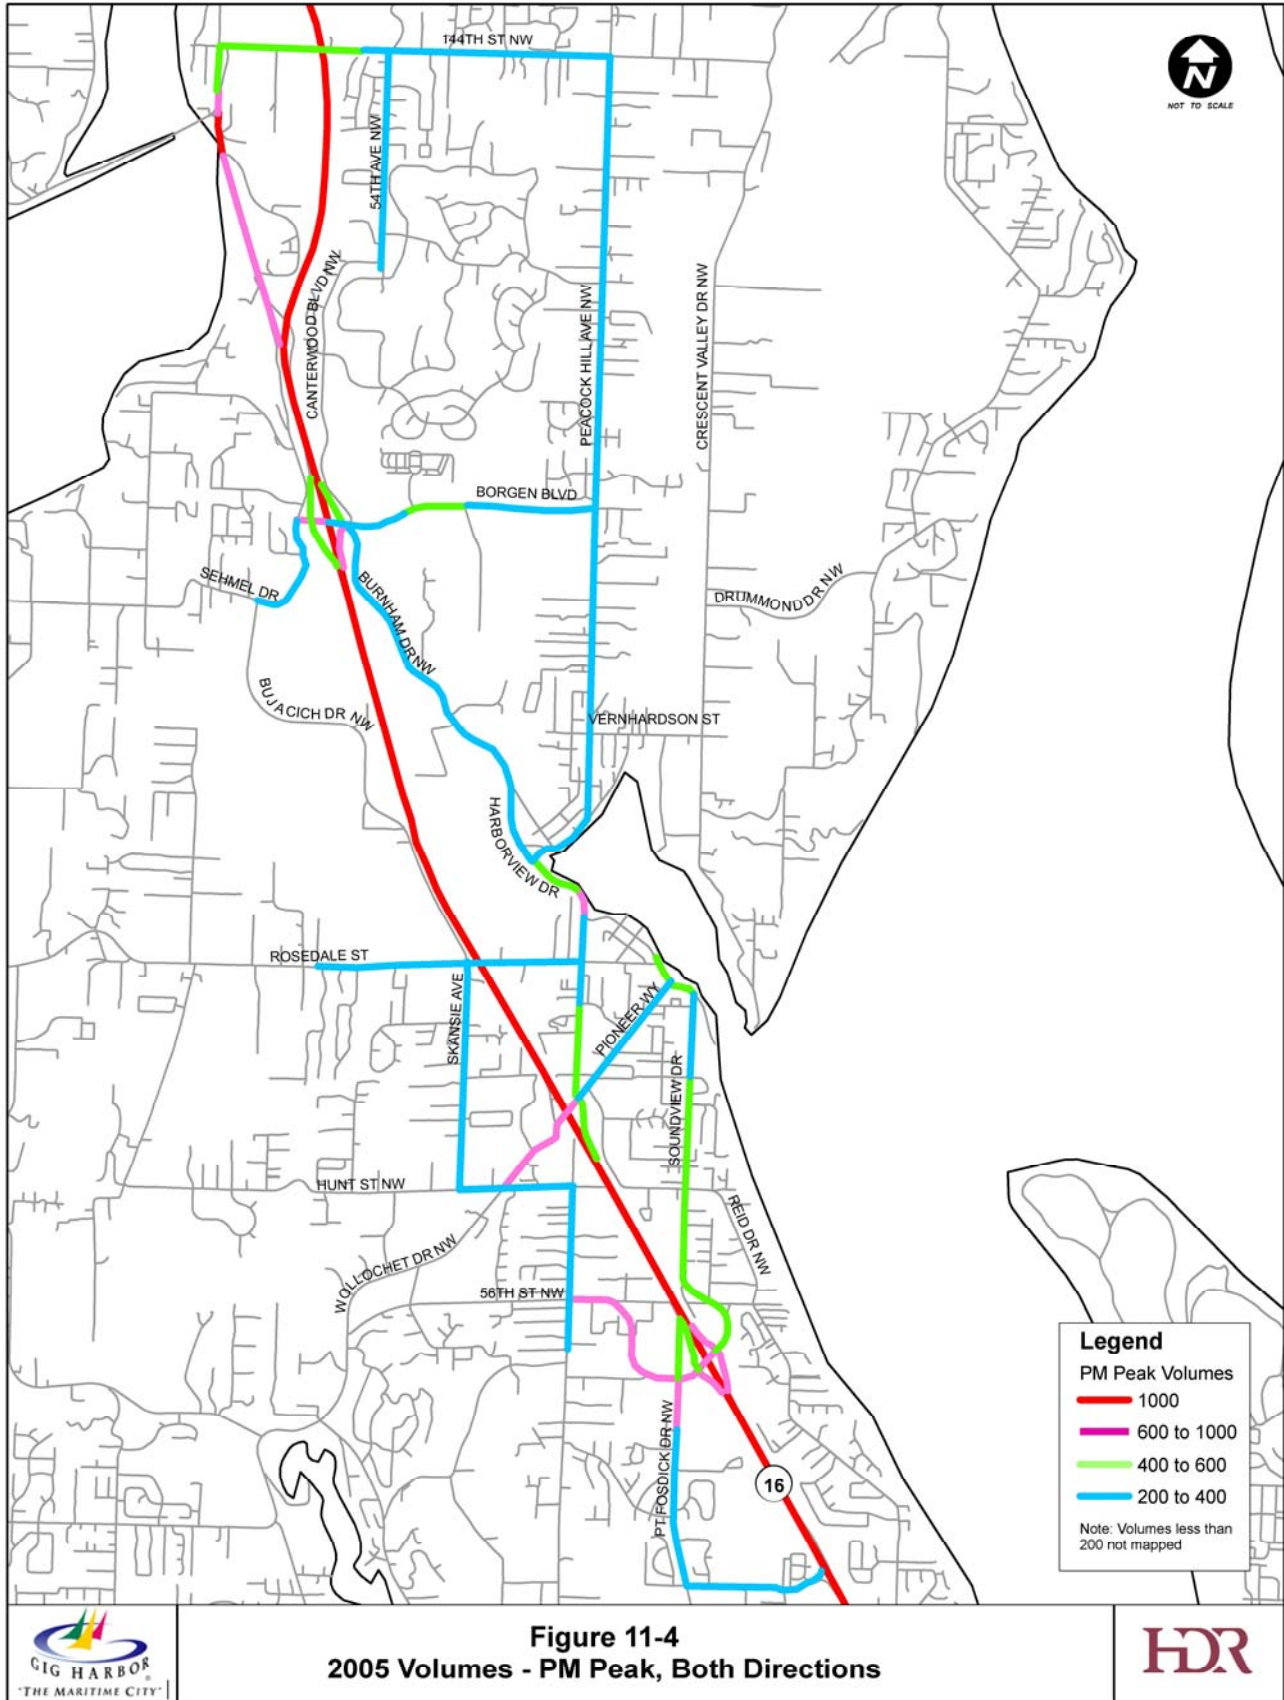 144TH ST NW
N
NOT TO SCALE
54TH AVE NW
CANTERWOOD BLVD NW
PEACOCK HILL AVE NW
CRESCENT VALLEY DR NW
BORGEN BLVD
SEHMEL DR
BURNHAM DR NW
DRUMMOND DR NW
BUJACICH DR NW
VERNHARDSON ST
HARBORVIEW DR
ROSEDALE ST
SKANSIE AVE
PIONEER WY
SOUNDVIEW DR
HUNT ST NW
REID DR NW
WOLLOCHET DR NW
56TH ST NW
PT FOSDICK DR NW
16
Legend
PM Peak Volumes
1000
600 to 1000
400 to 600
200 to 400
Note: Volumes less than
200 not mapped
GIG HARBOR
"THE MARITIME CITY"
Figure 11-4
2005 Volumes - PM Peak, Both Directions
HDR